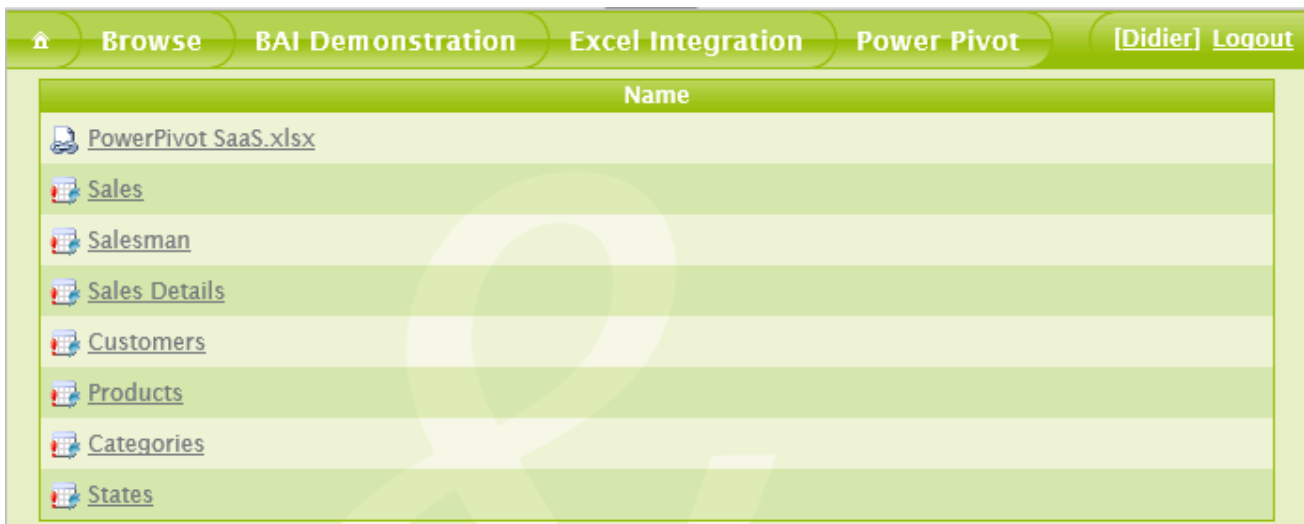 Browse BAI Demonstration Excel Integration Power Pivot [Didier] Logout
Name
PowerPivot SaaS.xlsx
Sales
Salesman
Sales Details
Customers
Products
Categories
States